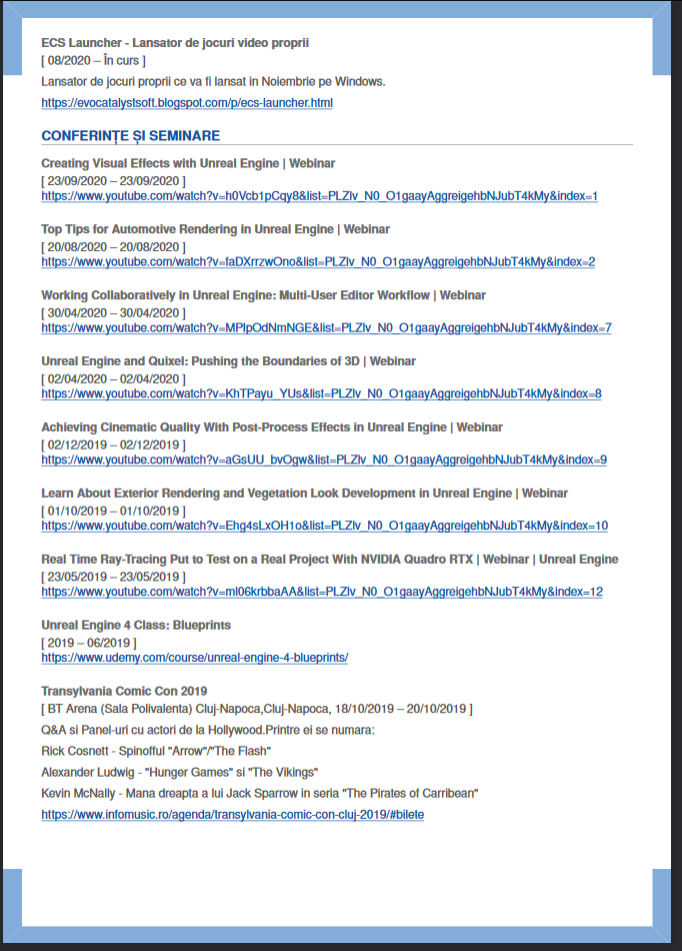 ECS Launcher - Lansator de jocuri video proprii
[ 08/2020 – În curs ]
Lansator de jocuri proprii ce va fi lansat in Noiembrie pe Windows.
https://evocatalystsoft.blogspot.com/p/ecs-launcher.html
CONFERINȚE ȘI SEMINARE
Creating Visual Effects with Unreal Engine | Webinar
[ 23/09/2020 – 23/09/2020 ]
https://www.youtube.com/watch?v=h0Vcb1pCqy8&list=PLZlv_N0_O1gaayAggreigehbNJubT4kMy&index=1
Top Tips for Automotive Rendering in Unreal Engine | Webinar
[ 20/08/2020 – 20/08/2020 ]
https://www.youtube.com/watch?v=faDXrrzwOno&list=PLZlv_N0_O1gaayAggreigehbNJubT4kMy&index=2
Working Collaboratively in Unreal Engine: Multi-User Editor Workflow | Webinar
[ 30/04/2020 – 30/04/2020 ]
https://www.youtube.com/watch?v=MPlpOdNmNGE&list=PLZlv_N0_O1gaayAggreigehbNJubT4kMy&index=7
Unreal Engine and Quixel: Pushing the Boundaries of 3D | Webinar
[ 02/04/2020 – 02/04/2020 ]
https://www.youtube.com/watch?v=KhTPayu_YUs&list=PLZlv_N0_O1gaayAggreigehbNJubT4kMy&index=8
Achieving Cinematic Quality With Post-Process Effects in Unreal Engine | Webinar
[ 02/12/2019 – 02/12/2019 ]
https://www.youtube.com/watch?v=aGsUU_bvOgw&list=PLZlv_N0_O1gaayAggreigehbNJubT4kMy&index=9
Learn About Exterior Rendering and Vegetation Look Development in Unreal Engine | Webinar
[ 01/10/2019 – 01/10/2019 ]
https://www.youtube.com/watch?v=Ehg4sLxOH1o&list=PLZlv_N0_O1gaayAggreigehbNJubT4kMy&index=10
Real Time Ray-Tracing Put to Test on a Real Project With NVIDIA Quadro RTX | Webinar | Unreal Engine
[ 23/05/2019 – 23/05/2019 ]
https://www.youtube.com/watch?v=ml06krbbaAA&list=PLZlv_N0_O1gaayAggreigehbNJubT4kMy&index=12
Unreal Engine 4 Class: Blueprints
[ 2019 – 06/2019 ]
https://www.udemy.com/course/unreal-engine-4-blueprints/
Transylvania Comic Con 2019
[ BT Arena (Sala Polivalenta) Cluj-Napoca,Cluj-Napoca, 18/10/2019 – 20/10/2019 ]
Q&A si Panel-uri cu actori de la Hollywood.Printre ei se numara:
Rick Cosnett - Spinofful "Arrow"/"The Flash"
Alexander Ludwig - "Hunger Games" si "The Vikings"
Kevin McNally - Mana dreapta a lui Jack Sparrow in seria "The Pirates of Carribean"
https://www.infomusic.ro/agenda/transylvania-comic-con-cluj-2019/#bilete